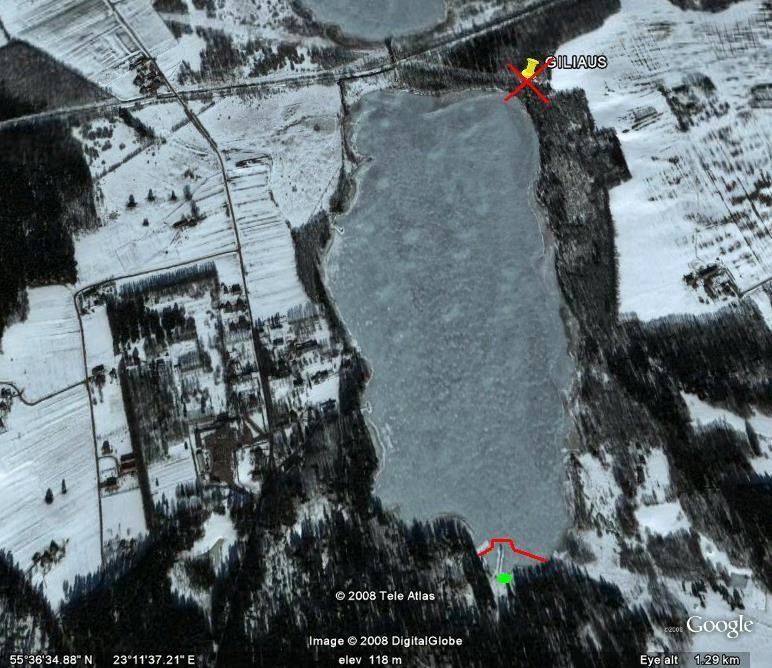 GILIAUS
© 2008 Tele Atlas
Image © 2008 DigitalGlobe
©2008 Google
55°36'34.88" N 23°11'37.21" E elev 118 m Eye alt 1.29 km